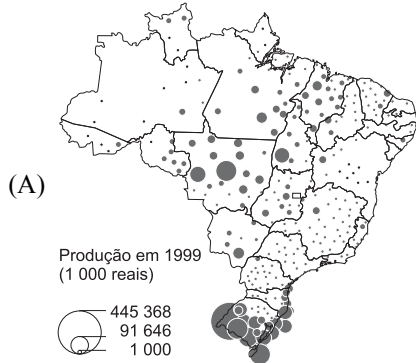 (A)
Produção em 1999
(1 000 reais)
445 368
91 646
1 000